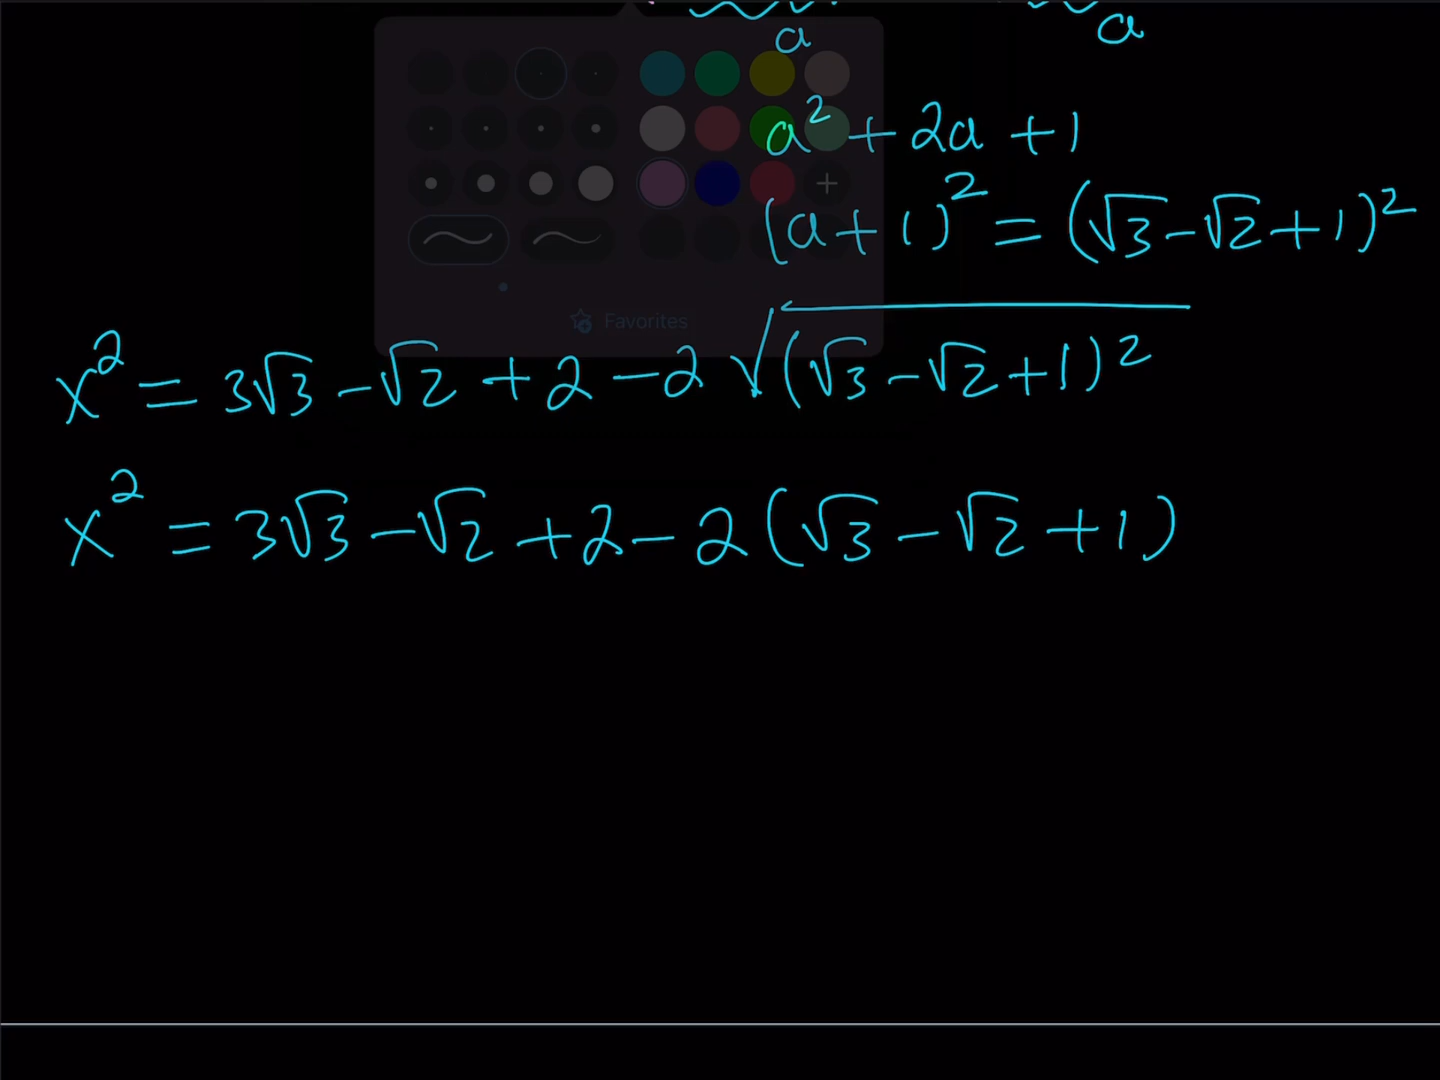 a a
a² + 2a + 1
(a + 1)² = (√3 - √2 + 1)²
Favorites
x² = 3√3 - √2 + 2 - 2 √(√3 - √2 + 1)²
x² = 3√3 - √2 + 2 - 2 (√3 - √2 + 1)